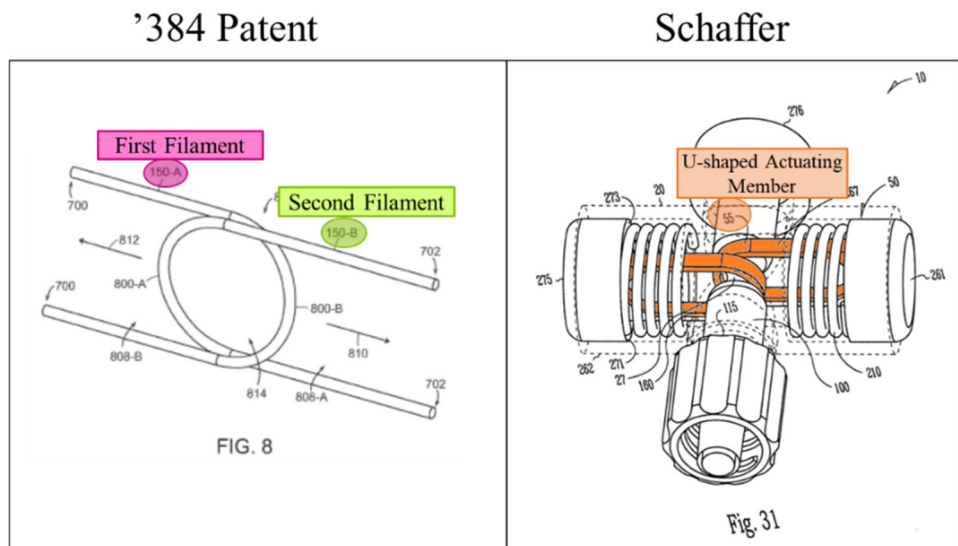 ’384 Patent
Schaffer
First Filament
150-A
Second Filament
150-B
8
700
702
812
800-A
800-B
700
810
808-B
814
808-A
702
FIG. 8
10
276
U-shaped Actuating
Member
55
67
20
273
50
275
261
115
271
262
27
160
100
210
Fig. 31